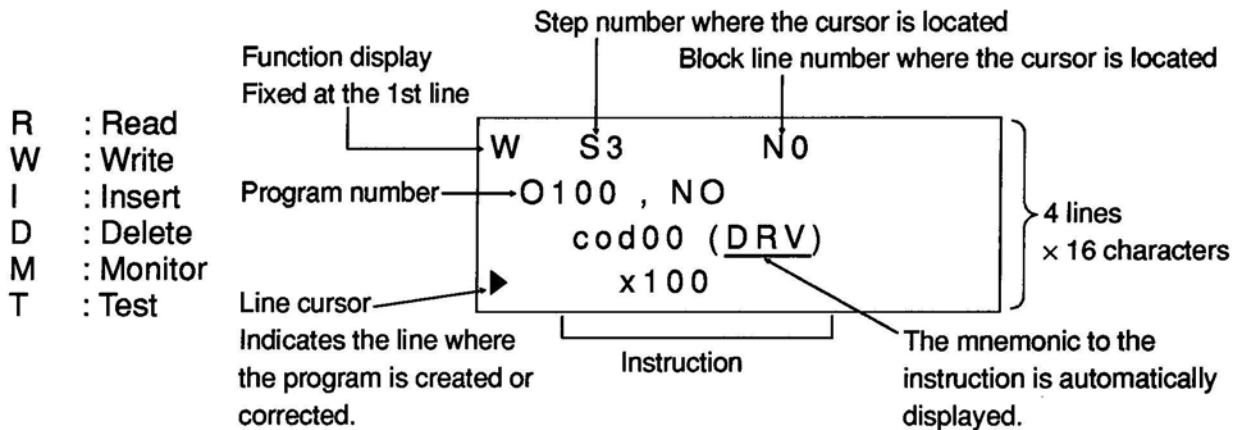 Step number where the cursor is located
Function display
Fixed at the 1st line
Block line number where the cursor is located
R : Read
W : Write
I : Insert
D : Delete
M : Monitor
T : Test
W S3 N0
Program number
O100 , NO
cod00 (DRV)
x100
4 lines
× 16 characters
Line cursor
Indicates the line where
the program is created or
corrected.
Instruction
The mnemonic to the
instruction is automatically
displayed.